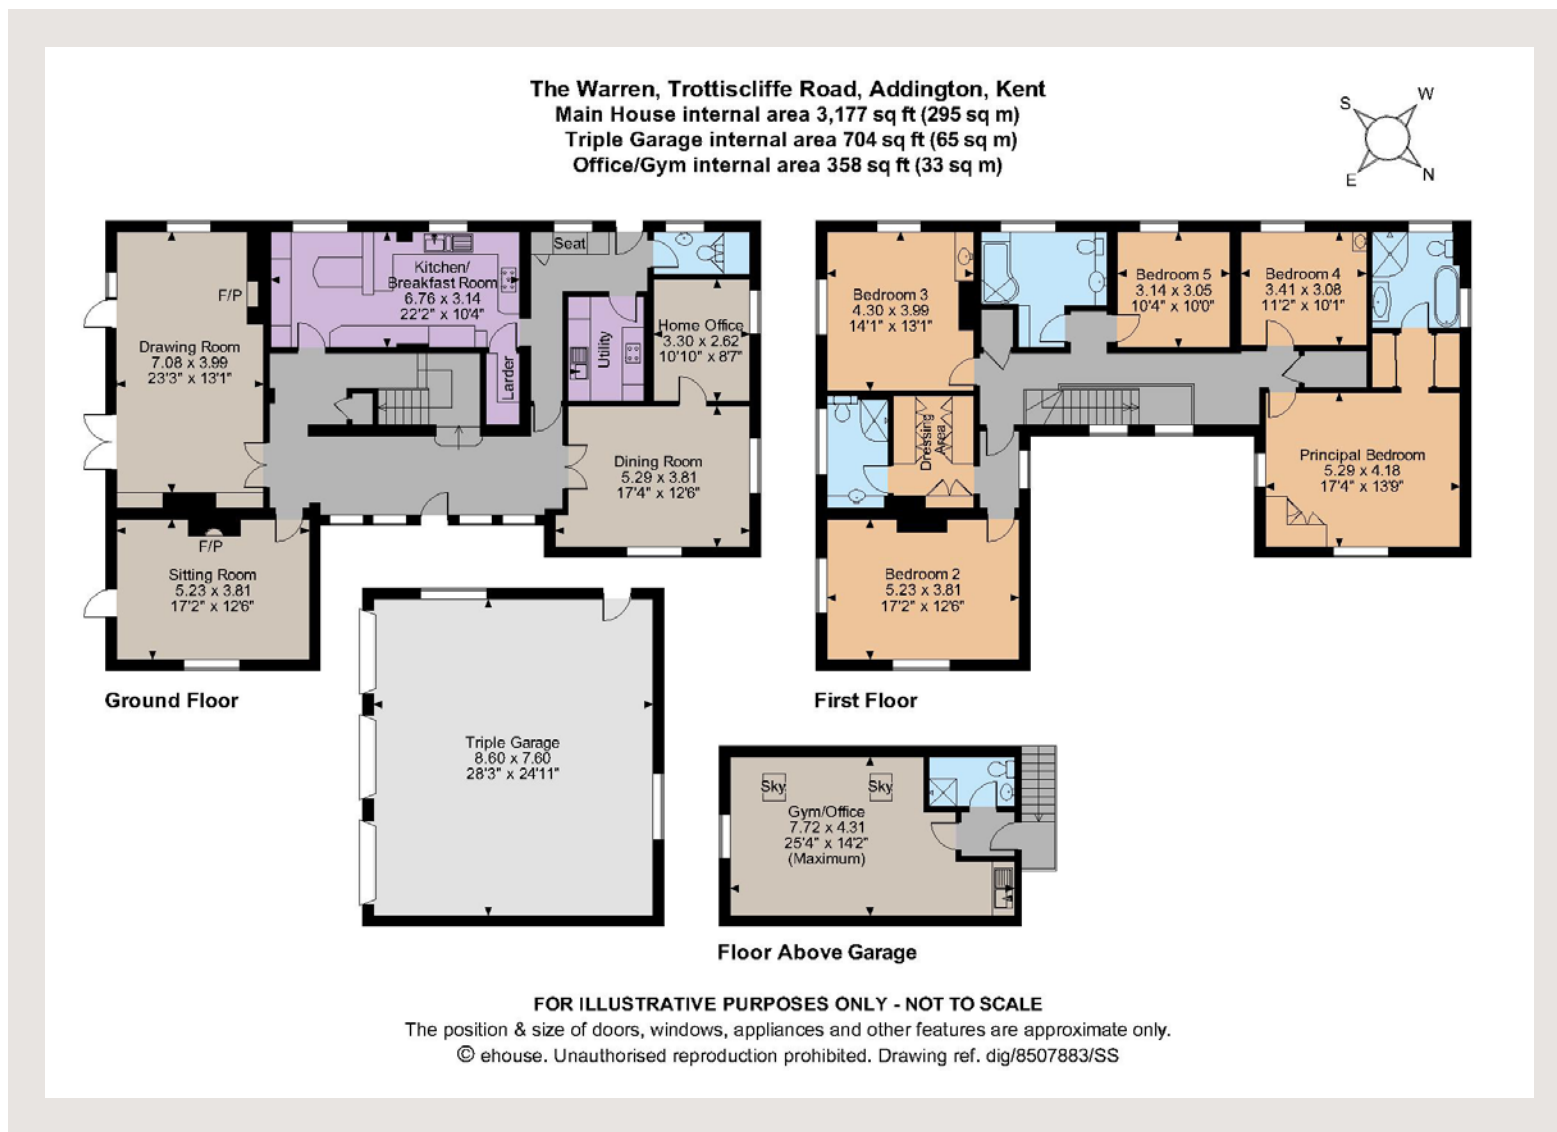 The Warren, Trottiscliffe Road, Addington, Kent
Main House internal area 3,177 sq ft (295 sq m)
Triple Garage internal area 704 sq ft (65 sq m)
Office/Gym internal area 358 sq ft (33 sq m)
S
W
E
N
Seat
Kitchen/
Breakfast Room
6.76 x 3.14
22'2" x 10'4"
F/P
Drawing Room
7.08 x 3.99
23'3" x 13'1"
Larder
Utility
Home Office
3.30 x 2.62
10'10" x 8'7"
Dining Room
5.29 x 3.81
17'4" x 12'6"
F/P
Sitting Room
5.23 x 3.81
17'2" x 12'6"
Ground Floor
Bedroom 3
4.30 x 3.99
14'1" x 13'1"
Bedroom 5
3.14 x 3.05
10'4" x 10'0"
Bedroom 4
3.41 x 3.08
11'2" x 10'1"
Dressing
Area
Principal Bedroom
5.29 x 4.18
17'4" x 13'9"
Bedroom 2
5.23 x 3.81
17'2" x 12'6"
First Floor
Triple Garage
8.60 x 7.60
28'3" x 24'11"
Sky
Sky
Gym/Office
7.72 x 4.31
25'4" x 14'2"
(Maximum)
Floor Above Garage
FOR ILLUSTRATIVE PURPOSES ONLY - NOT TO SCALE
The position & size of doors, windows, appliances and other features are approximate only.
© ehouse. Unauthorised reproduction prohibited. Drawing ref. dig/8507883/SS